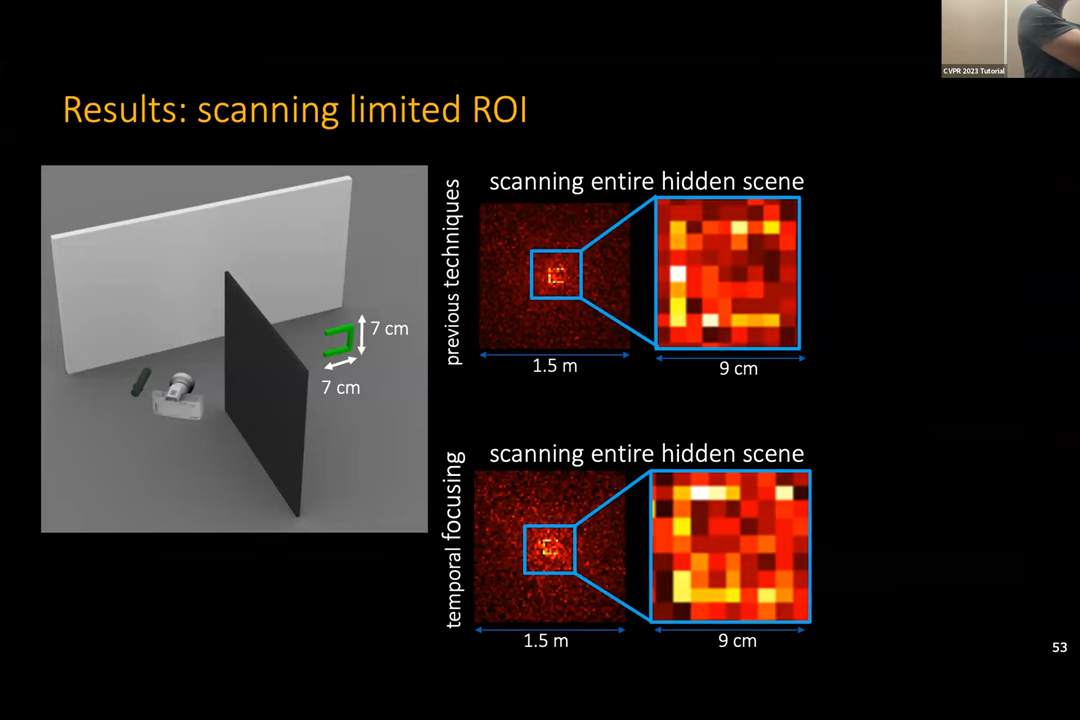 CVPR 2023 Tutorial
Results: scanning limited ROI
7 cm
7 cm
previous techniques
scanning entire hidden scene
1.5 m
9 cm
temporal focusing
scanning entire hidden scene
1.5 m
9 cm
53